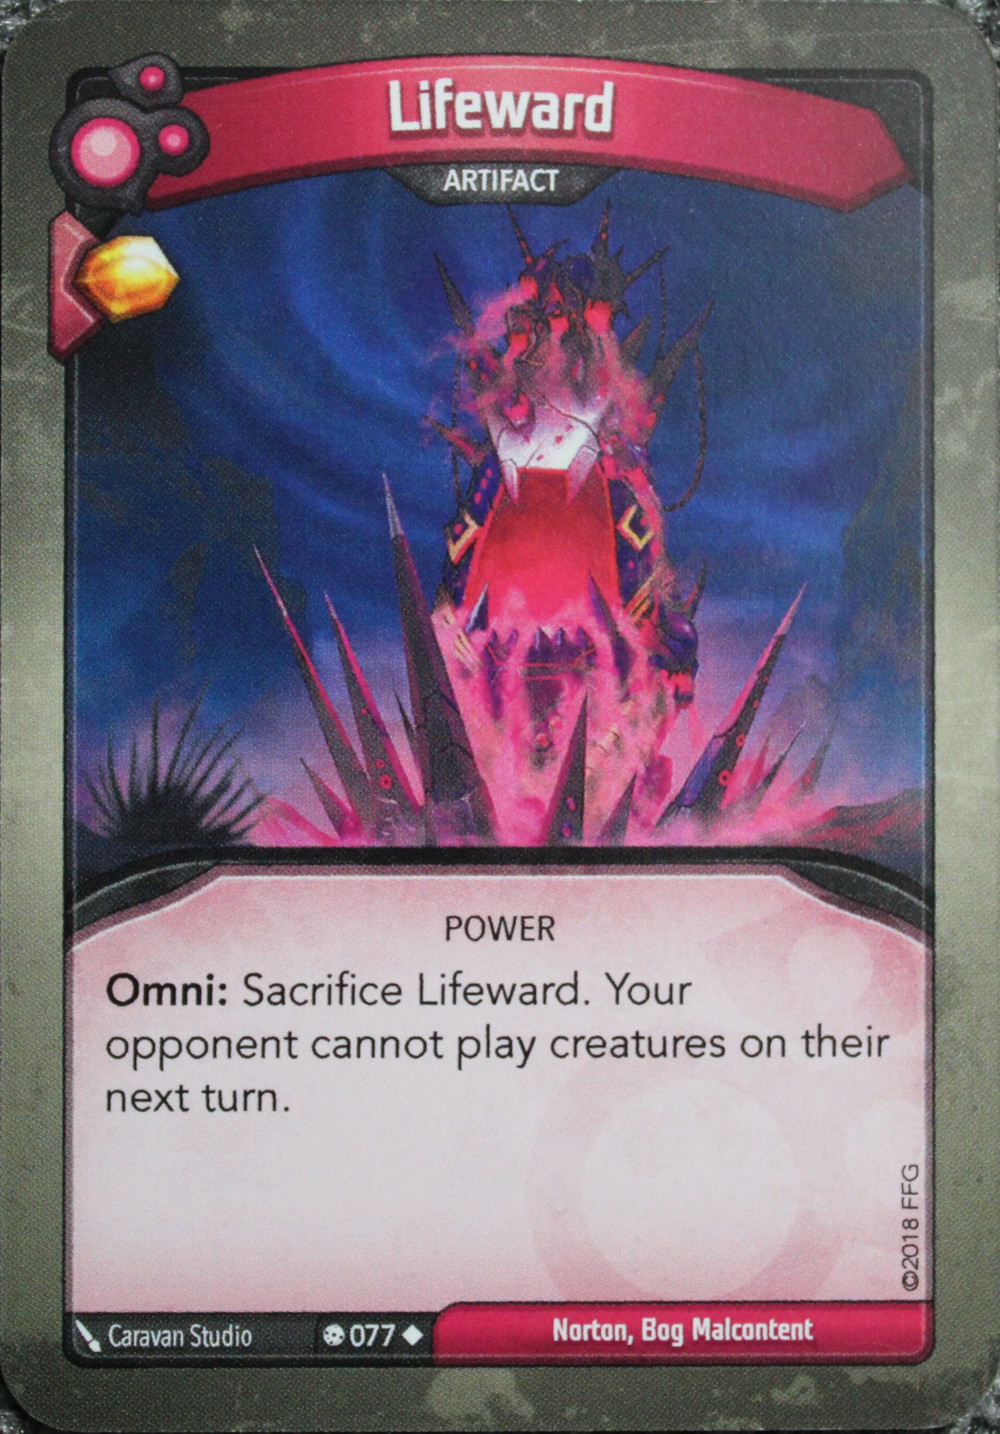 Lifeward
ARTIFACT
POWER
Omni: Sacrifice Lifeward. Your
opponent cannot play creatures on their
next turn.
©2018 FFG
Caravan Studio
077
Norton, Bog Malcontent